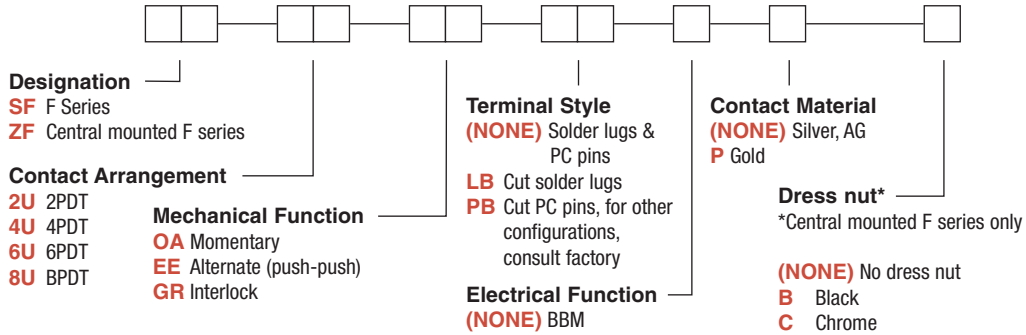 Designation
SF F Series
ZF Central mounted F series
Contact Arrangement
2U 2PDT
4U 4PDT
6U 6PDT
8U BPDT
Mechanical Function
OA Momentary
EE Alternate (push-push)
GR Interlock
Terminal Style
(NONE) Solder lugs &
PC pins
LB Cut solder lugs
PB Cut PC pins, for other
configurations,
consult factory
Electrical Function
(NONE) BBM
Contact Material
(NONE) Silver, AG
P Gold
Dress nut*
*Central mounted F series only
(NONE) No dress nut
B Black
C Chrome